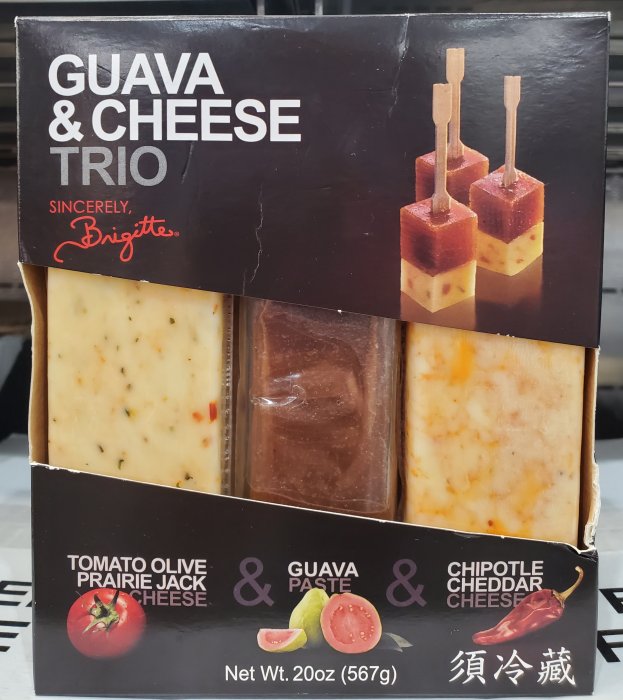 GUAVA
& CHEESE
TRIO
SINCERELY,
Brigitte®
TOMATO OLIVE
PRAIRIE JACK
CHEESE
&
GUAVA
PASTE
&
CHIPOTLE
CHEDDAR
CHEESE
Net Wt. 20oz (567g)
須冷藏